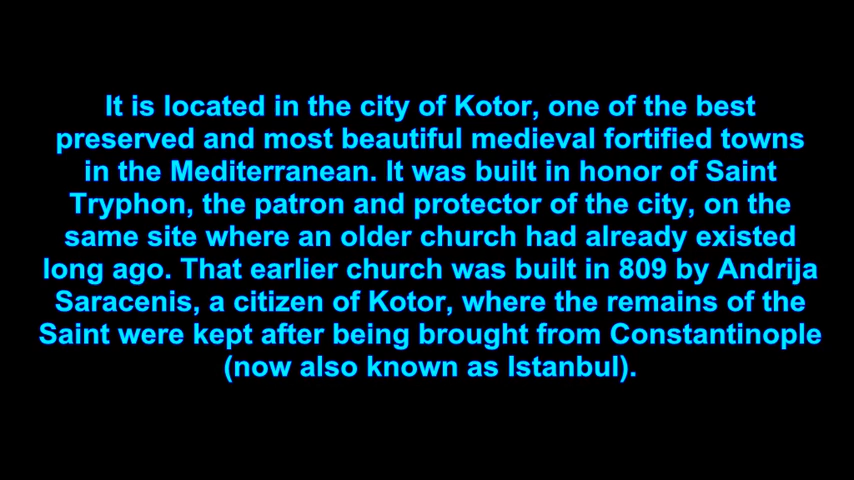 It is located in the city of Kotor, one of the best
preserved and most beautiful medieval fortified towns
in the Mediterranean. It was built in honor of Saint
Tryphon, the patron and protector of the city, on the
same site where an older church had already existed
long ago. That earlier church was built in 809 by Andrija
Saracenis, a citizen of Kotor, where the remains of the
Saint were kept after being brought from Constantinople
(now also known as Istanbul).